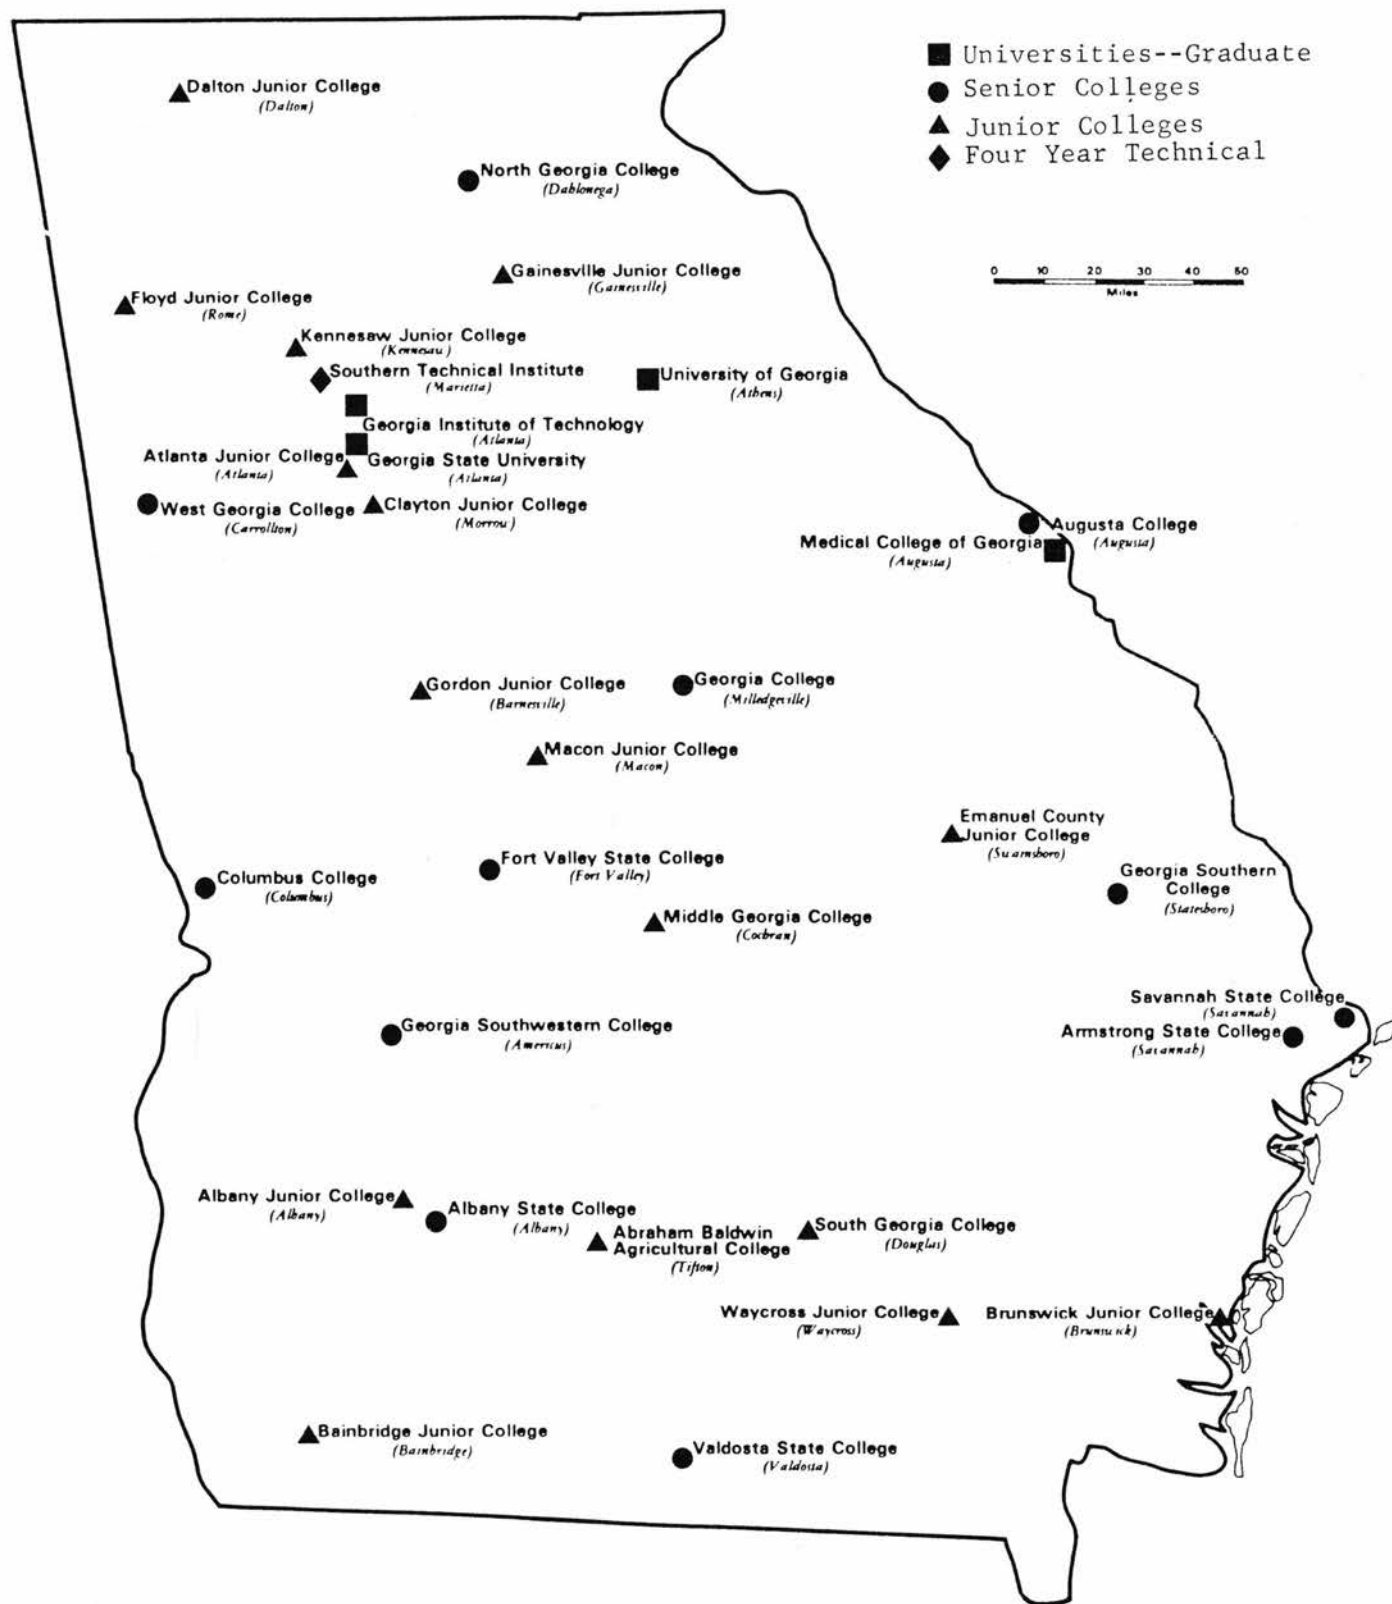 Universities--Graduate
Senior Colleges
Junior Colleges
Four Year Technical
0 10 20 30 40 50
Miles
Dalton Junior College
(Dalton)
North Georgia College
(Dahlonega)
Gainesville Junior College
(Gainesville)
Floyd Junior College
(Rome)
Kennesaw Junior College
(Kennesaw)
Southern Technical Institute
(Marietta)
University of Georgia
(Athens)
Georgia Institute of Technology
(Atlanta)
Atlanta Junior College
(Atlanta)
Georgia State University
(Atlanta)
West Georgia College
(Carrollton)
Clayton Junior College
(Morrow)
Augusta College
(Augusta)
Medical College of Georgia
(Augusta)
Gordon Junior College
(Barnesville)
Georgia College
(Milledgeville)
Macon Junior College
(Macon)
Emanuel County
Junior College
(Swainsboro)
Fort Valley State College
(Fort Valley)
Columbus College
(Columbus)
Georgia Southern
College
(Statesboro)
Middle Georgia College
(Cochran)
Savannah State College
(Savannah)
Georgia Southwestern College
(Americus)
Armstrong State College
(Savannah)
Albany Junior College
(Albany)
Albany State College
(Albany)
Abraham Baldwin
Agricultural College
(Tifton)
South Georgia College
(Douglas)
Waycross Junior College
(Waycross)
Brunswick Junior College
(Brunswick)
Bainbridge Junior College
(Bainbridge)
Valdosta State College
(Valdosta)